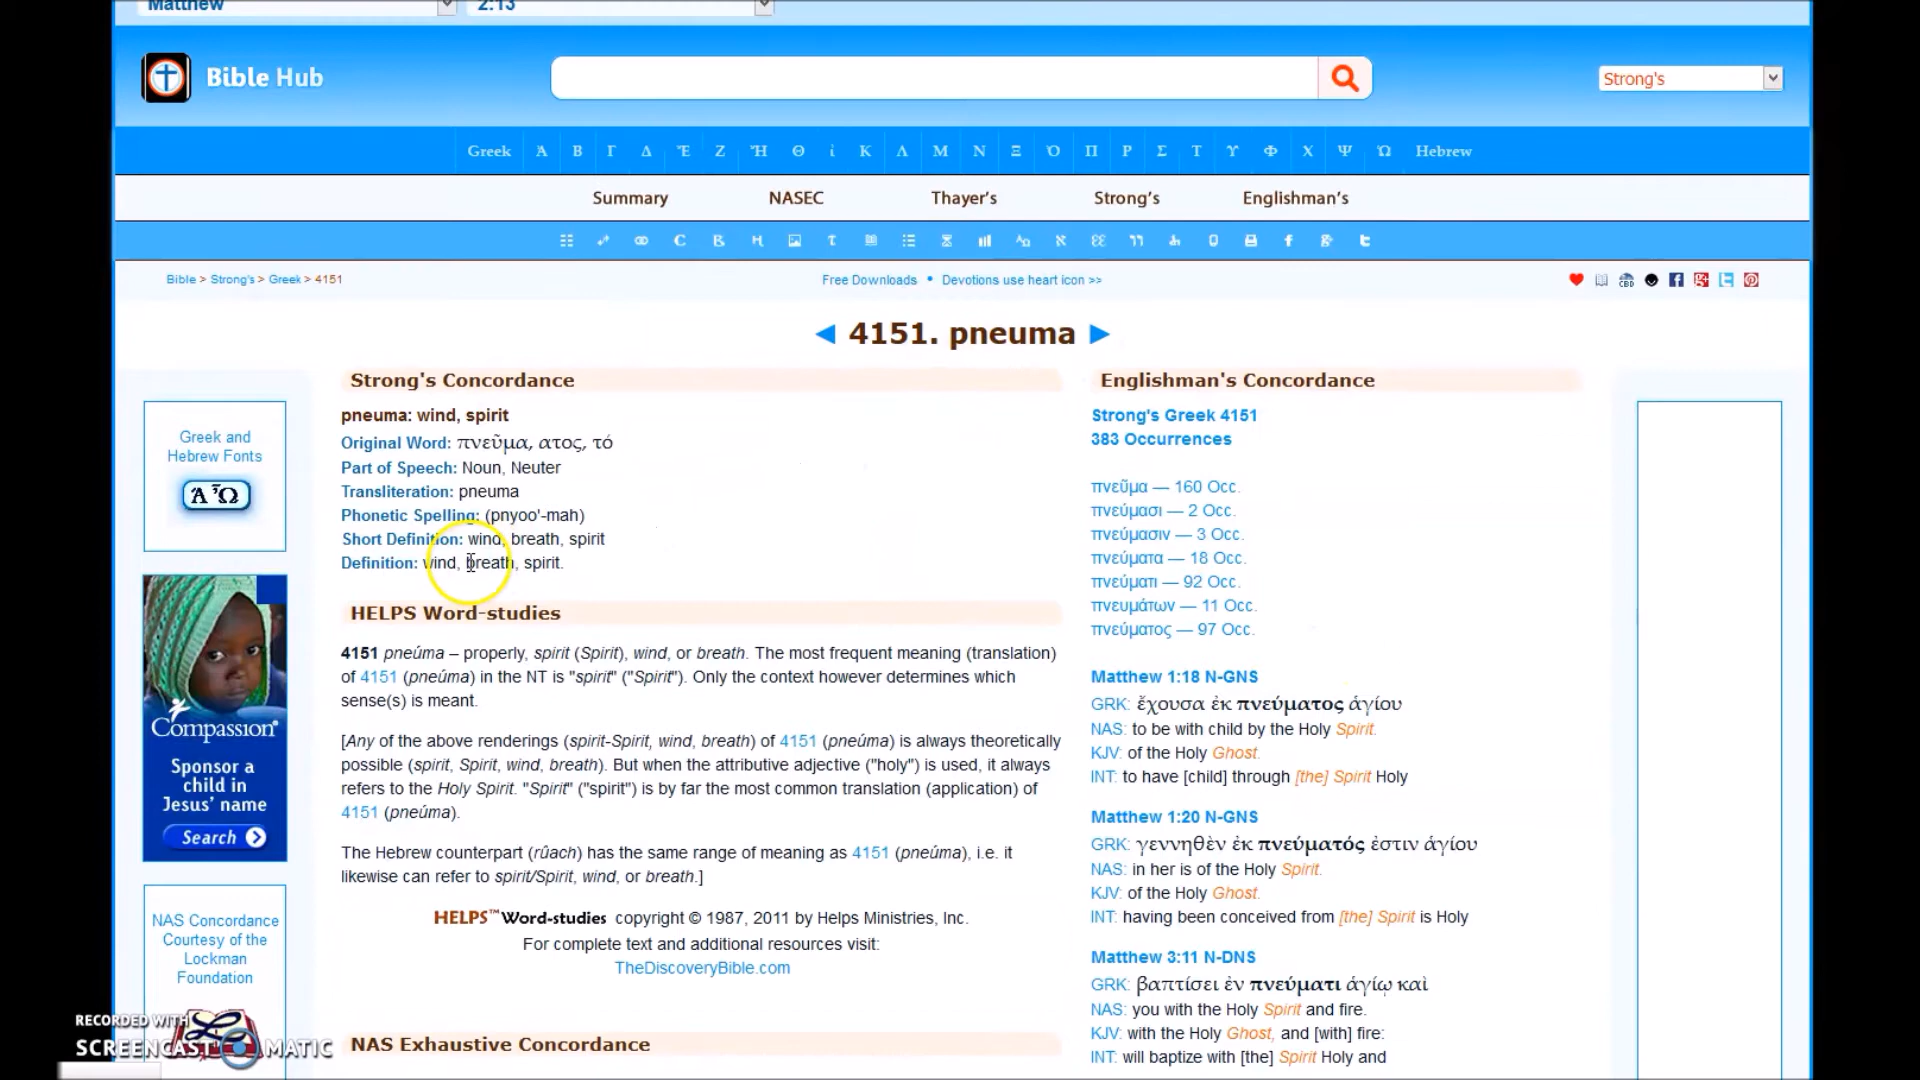 Matthew 2:13
Bible Hub
Strong's
Greek Ἀ Β Γ Δ Ἐ Ζ Ἠ Θ ἰ Κ Λ Μ Ν Ξ Ὀ Π Ρ Σ Τ Υ Φ Χ Ψ Ὠ Hebrew
Summary NASEC Thayer's Strong's Englishman's
Bible > Strong's > Greek > 4151
Free Downloads • Devotions use heart icon >>
◄ 4151. pneuma ►
Greek and
Hebrew Fonts
Compassion
Sponsor a
child in
Jesus' name
Search
NAS Concordance
Courtesy of the
Lockman
Foundation
Strong's Concordance
pneuma: wind, spirit
Original Word: πνεῦμα, ατος, τό
Part of Speech: Noun, Neuter
Transliteration: pneuma
Phonetic Spelling: (pnyoo'-mah)
Short Definition: wind, breath, spirit
Definition: wind, breath, spirit.
HELPS Word-studies
4151 pneúma – properly, spirit (Spirit), wind, or breath. The most frequent meaning (translation)
of 4151 (pneúma) in the NT is "spirit" ("Spirit"). Only the context however determines which
sense(s) is meant.
[Any of the above renderings (spirit-Spirit, wind, breath) of 4151 (pneúma) is always theoretically
possible (spirit, Spirit, wind, breath). But when the attributive adjective ("holy") is used, it always
refers to the Holy Spirit. "Spirit" ("spirit") is by far the most common translation (application) of
4151 (pneúma).
The Hebrew counterpart (rûach) has the same range of meaning as 4151 (pneúma), i.e. it
likewise can refer to spirit/Spirit, wind, or breath.]
HELPS™ Word-studies copyright © 1987, 2011 by Helps Ministries, Inc.
For complete text and additional resources visit:
TheDiscoveryBible.com
NAS Exhaustive Concordance
Englishman's Concordance
Strong's Greek 4151
383 Occurrences
πνεῦμα — 160 Occ.
πνεύμασι — 2 Occ.
πνεύμασιν — 3 Occ.
πνεύματα — 18 Occ.
πνεύματι — 92 Occ.
πνευμάτων — 11 Occ.
πνεύματος — 97 Occ.
Matthew 1:18 N-GNS
GRK: ἔχουσα ἐκ πνεύματος ἁγίου
NAS: to be with child by the Holy Spirit.
KJV: of the Holy Ghost.
INT: to have [child] through [the] Spirit Holy
Matthew 1:20 N-GNS
GRK: γεννηθὲν ἐκ πνεύματός ἐστιν ἁγίου
NAS: in her is of the Holy Spirit.
KJV: of the Holy Ghost.
INT: having been conceived from [the] Spirit is Holy
Matthew 3:11 N-DNS
GRK: βαπτίσει ἐν πνεύματι ἁγίῳ καὶ
NAS: you with the Holy Spirit and fire.
KJV: with the Holy Ghost, and [with] fire:
INT: will baptize with [the] Spirit Holy and
RECORDED WITH
SCREENCAST MATIC